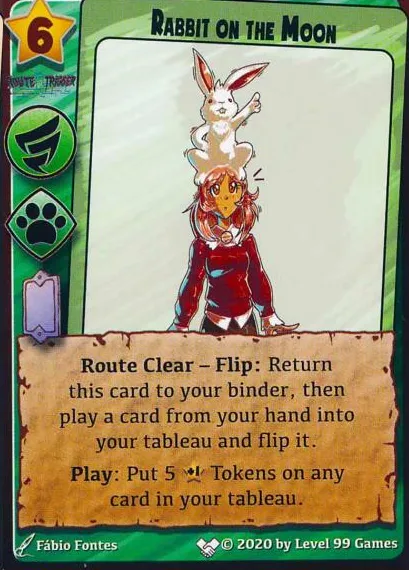 6
RABBIT ON THE MOON
ROUTE TRIGGER
Route Clear – Flip: Return
this card to your binder, then
play a card from your hand into
your tableau and flip it.
Play: Put 5 +1 Tokens on any
card in your tableau.
Fábio Fontes
© 2020 by Level 99 Games